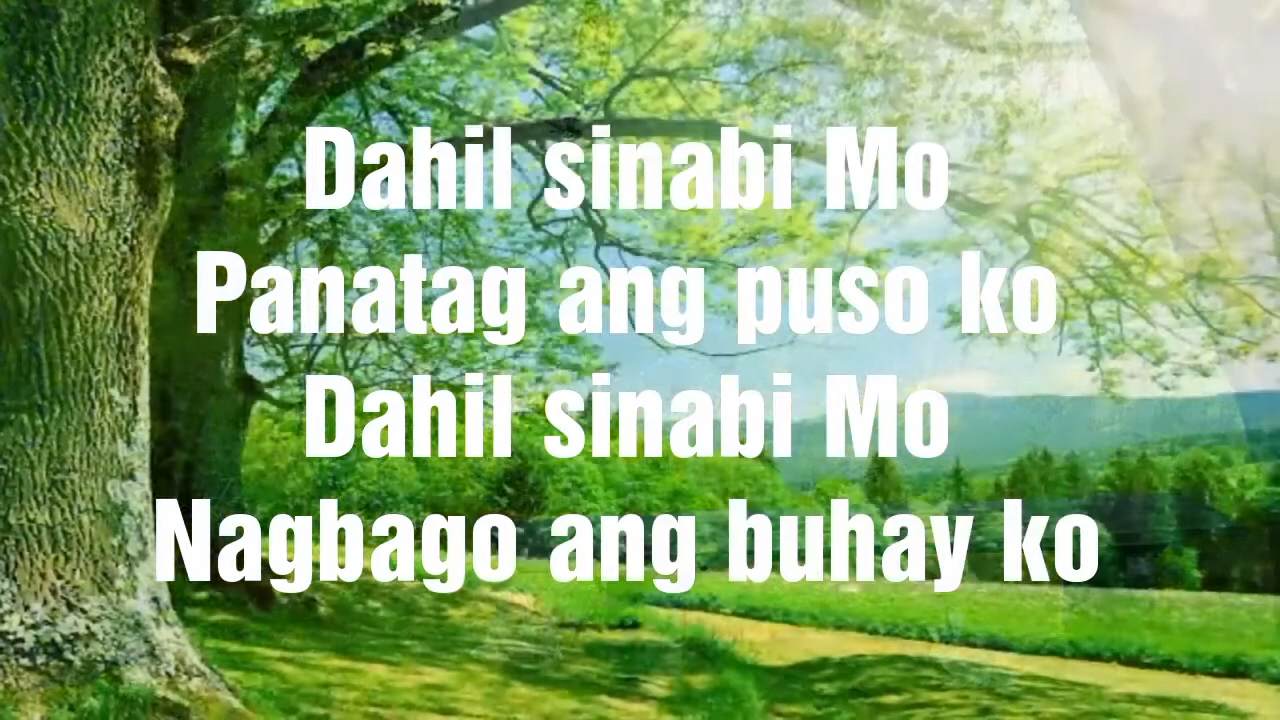 Dahil sinabi Mo
Panatag ang puso ko
Dahil sinabi Mo
Nagbago ang buhay ko